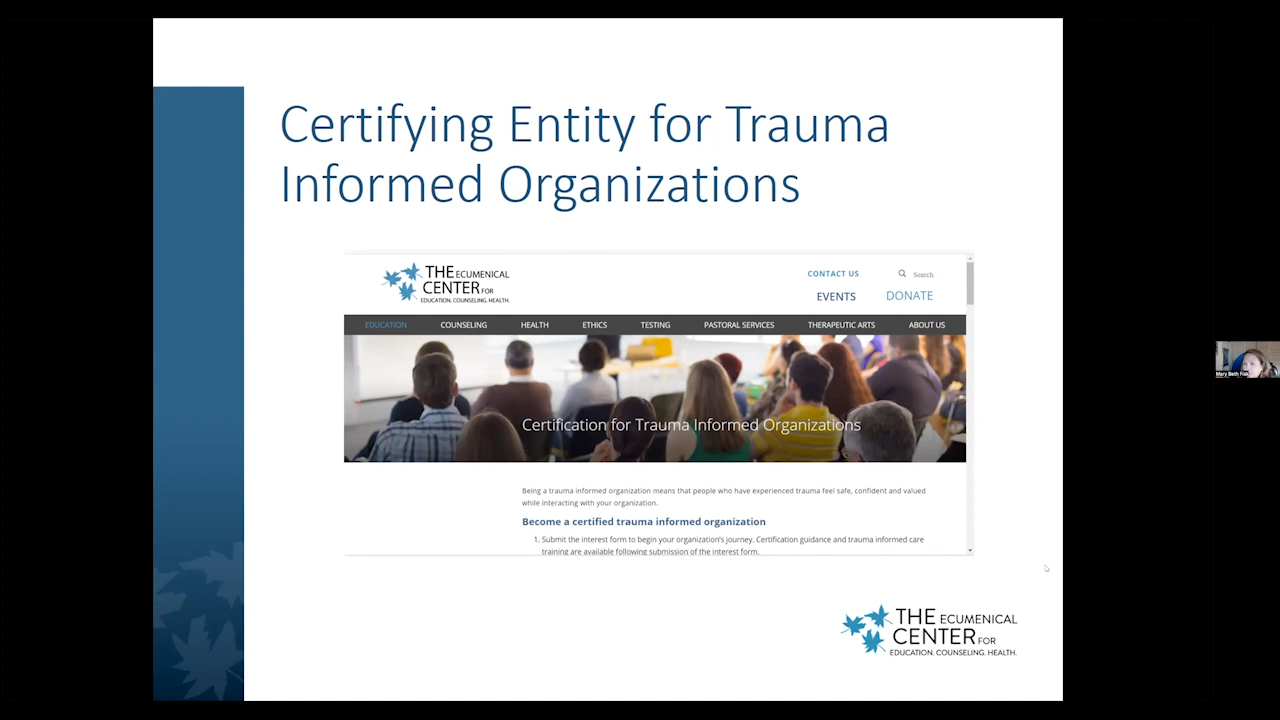 Certifying Entity for Trauma
Informed Organizations
THE ECUMENICAL
CENTER FOR
EDUCATION. COUNSELING. HEALTH.
CONTACT US
Search
EVENTS
DONATE
EDUCATION COUNSELING HEALTH ETHICS TESTING PASTORAL SERVICES THERAPEUTIC ARTS ABOUT US
Certification for Trauma Informed Organizations
Being a trauma informed organization means that people who have experienced trauma feel safe, confident and valued
while interacting with your organization.
Become a certified trauma informed organization
1. Submit the interest form to begin your organization's journey. Certification guidance and trauma informed care
training are available following submission of the interest form.
Mary Beth Fisk
THE ECUMENICAL
CENTER FOR
EDUCATION. COUNSELING. HEALTH.